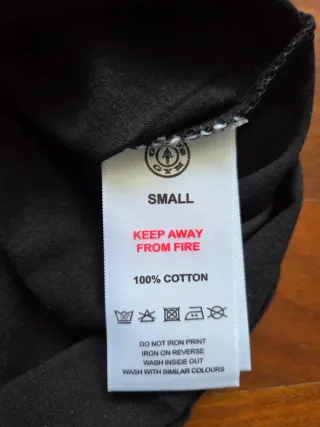 GYM
SMALL
KEEP AWAY
FROM FIRE
100% COTTON
DO NOT IRON PRINT
IRON ON REVERSE
WASH INSIDE OUT
WASH WITH SIMILAR COLOURS